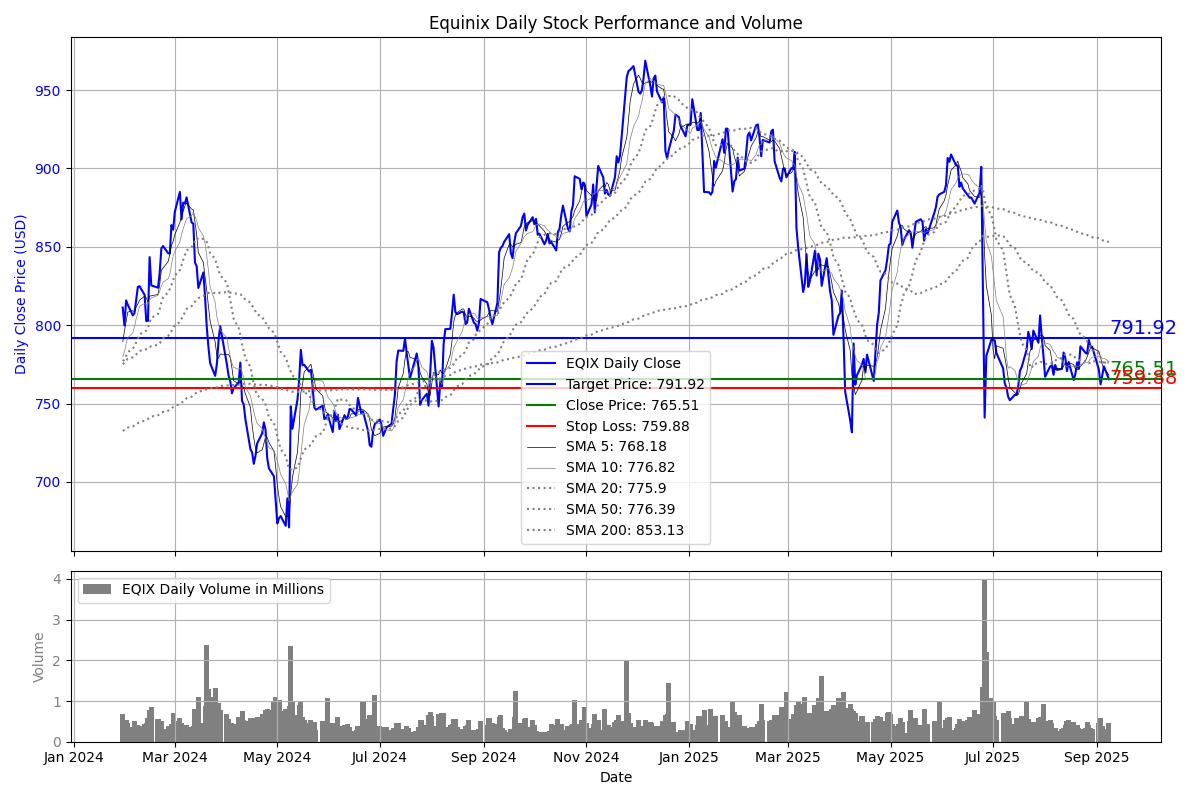 Equinix Daily Stock Performance and Volume
Daily Close Price (USD)
950
900
850
800
750
700
791.92
765.51
759.88
EQIX Daily Close
Target Price: 791.92
Close Price: 765.51
Stop Loss: 759.88
SMA 5: 768.18
SMA 10: 776.82
SMA 20: 775.9
SMA 50: 776.39
SMA 200: 853.13
EQIX Daily Volume in Millions
Volume
4
3
2
1
0
Jan 2024 Mar 2024 May 2024 Jul 2024 Sep 2024 Nov 2024 Jan 2025 Mar 2025 May 2025 Jul 2025 Sep 2025
Date